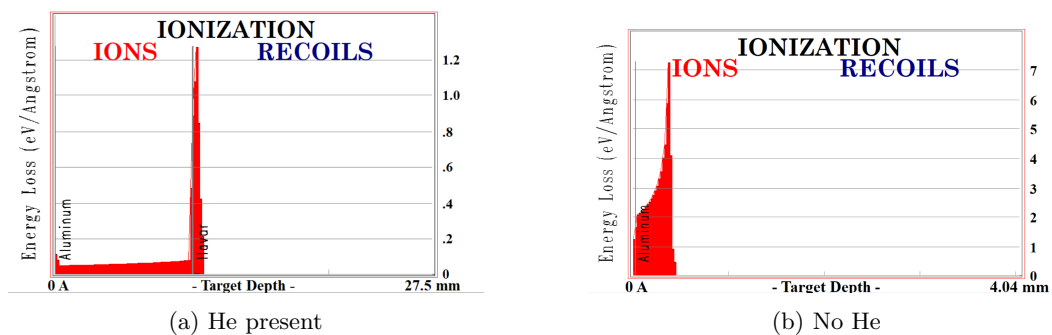 IONIZATION
IONS RECOILS
Energy Loss (eV/Angstrom)
1.2
1.0
.8
.6
.4
.2
0
Aluminum
Havar
0 A - Target Depth - 27.5 mm
(a) He present
IONIZATION
IONS RECOILS
Energy Loss (eV/Angstrom)
7
6
5
4
3
2
1
0
Aluminum
0 A - Target Depth - 4.04 mm
(b) No He